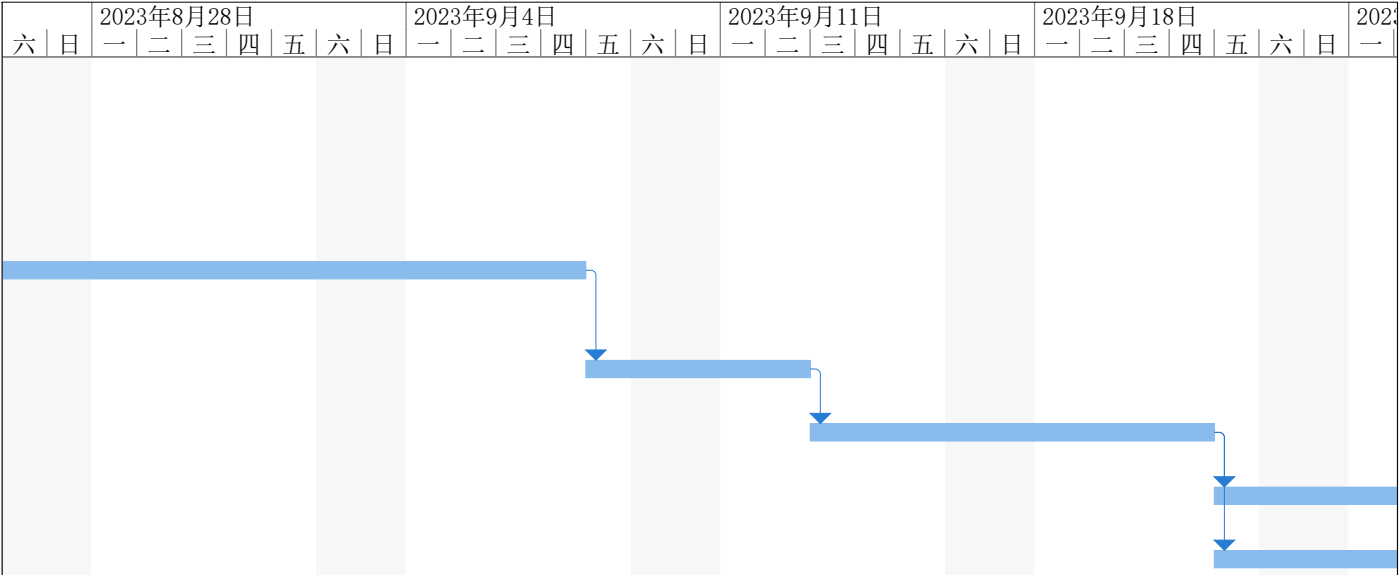 2023年8月28日 2023年9月4日 2023年9月11日 2023年9月18日 202
六 日 一 二 三 四 五 六 日 一 二 三 四 五 六 日 一 二 三 四 五 六 日 一 二 三 四 五 六 日 一